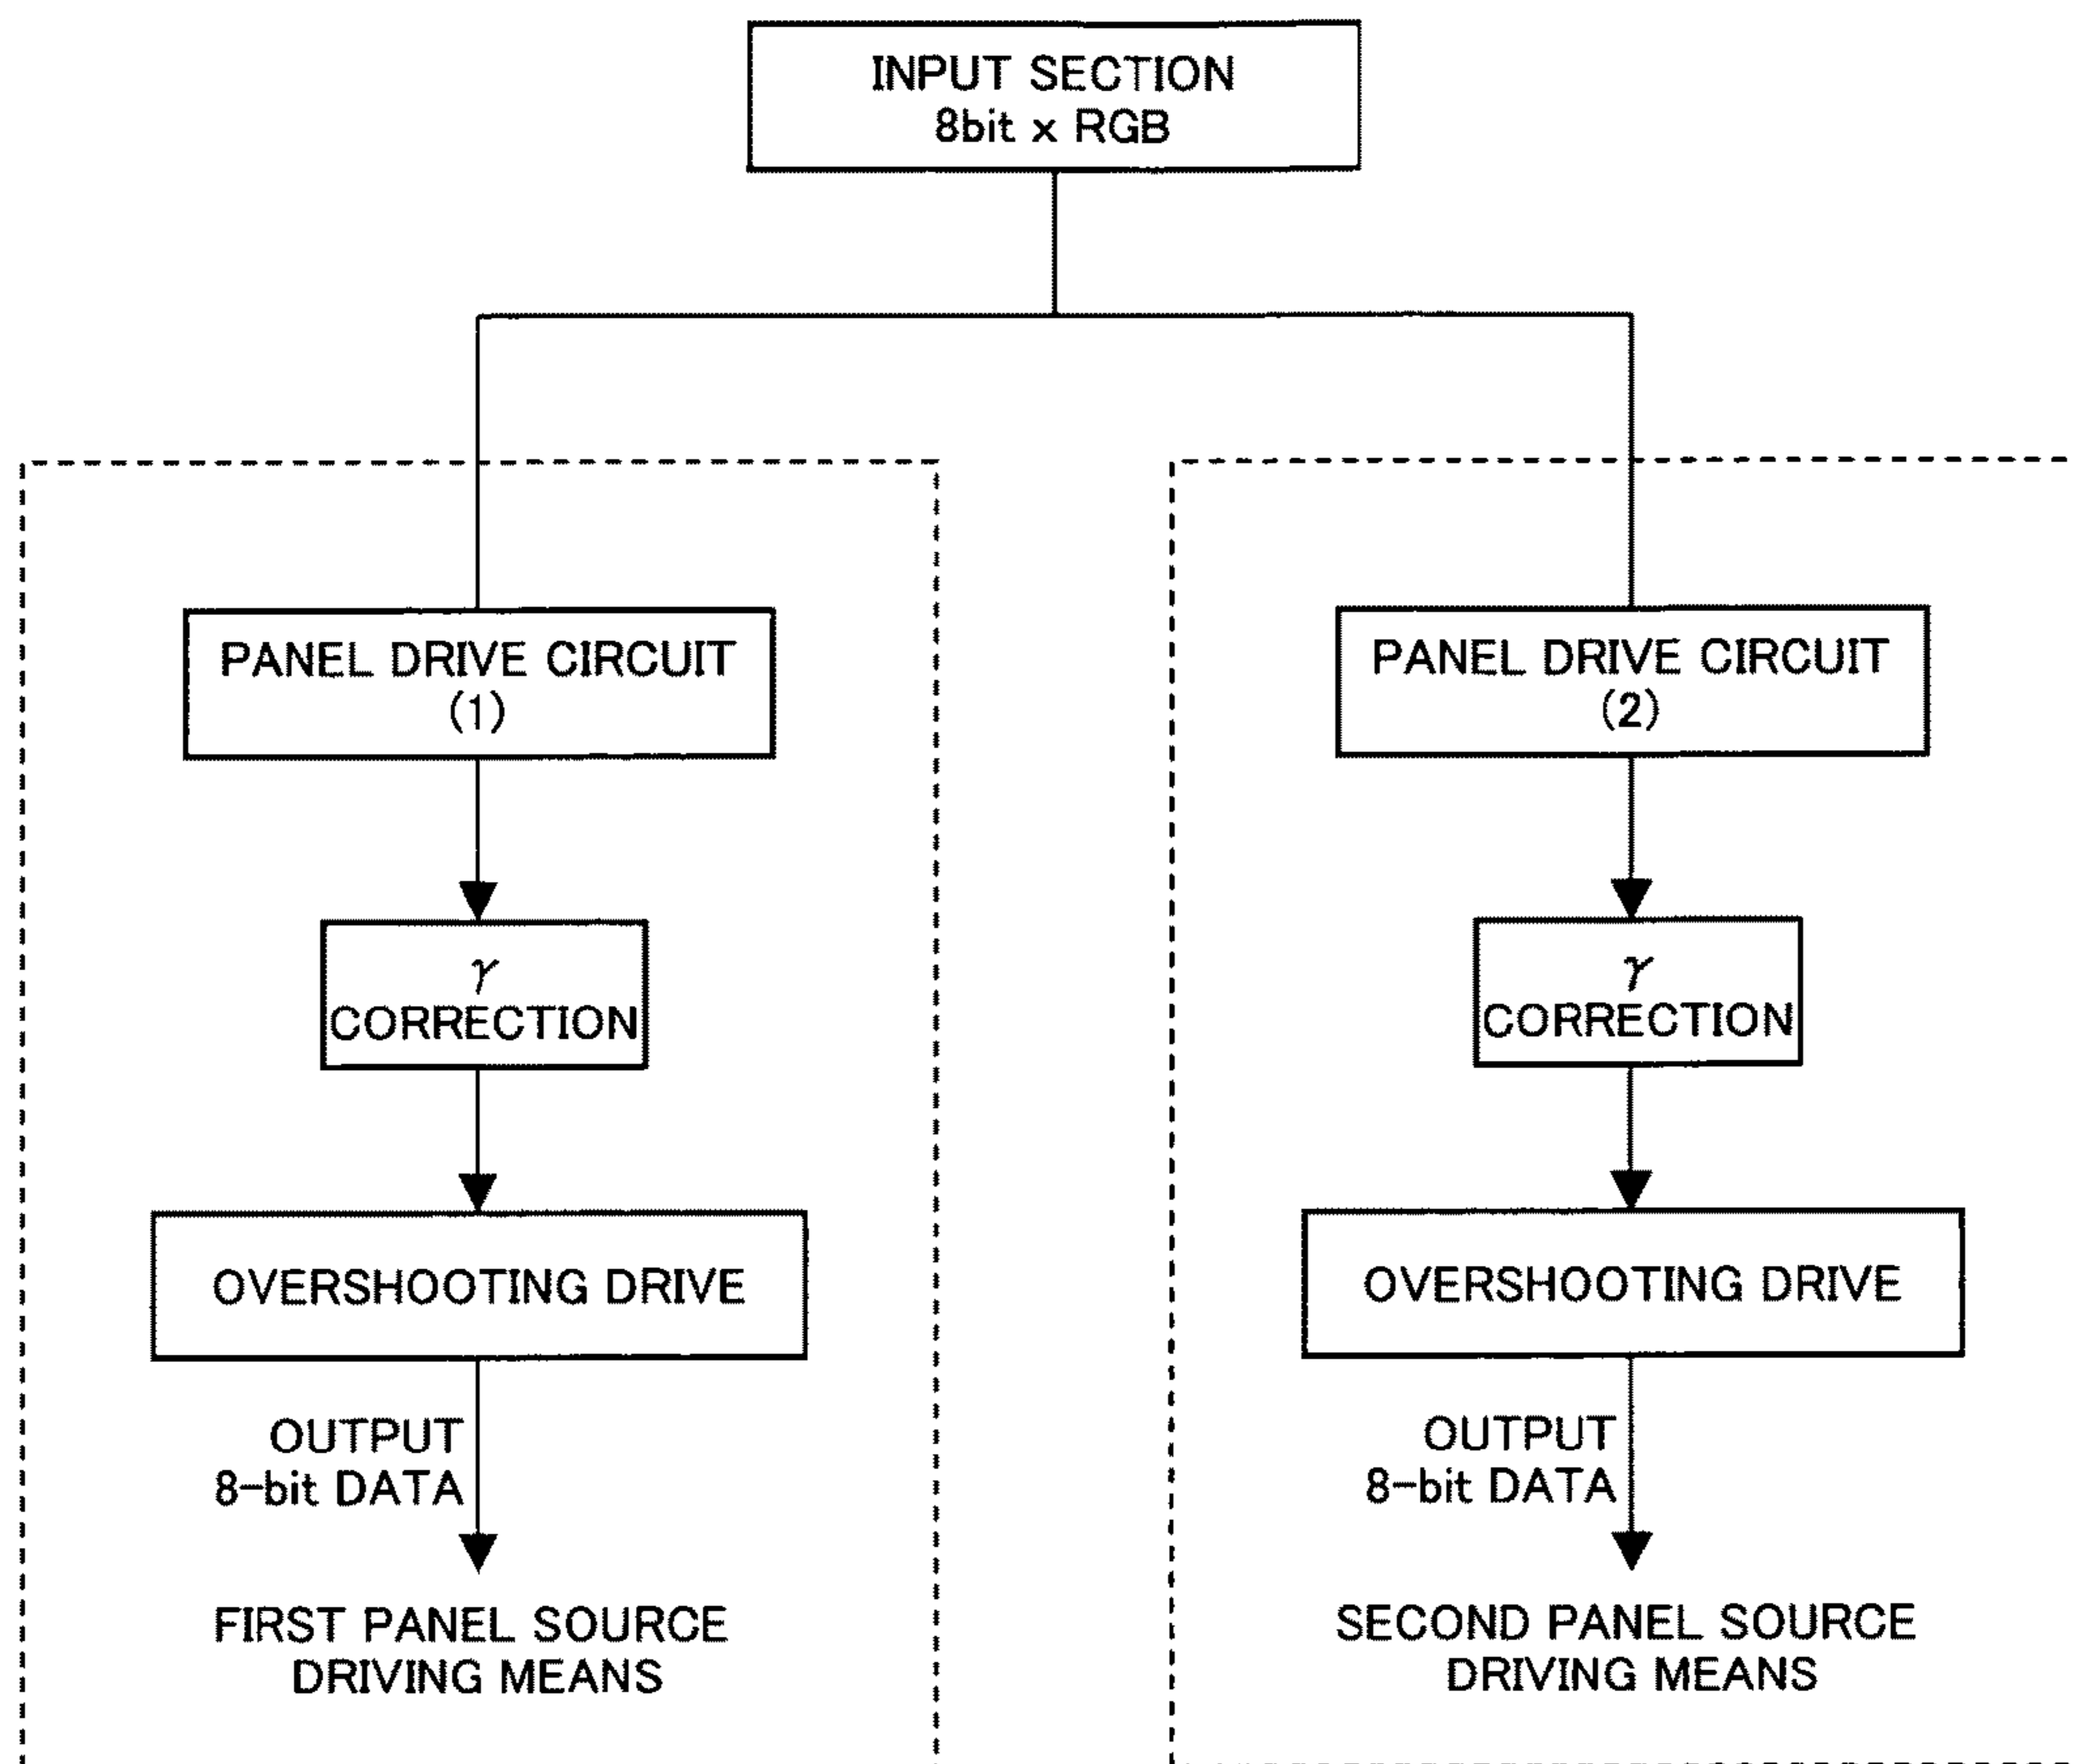 INPUT SECTION
8bit x RGB
PANEL DRIVE CIRCUIT
(1)
γ
CORRECTION
OVERSHOOTING DRIVE
OUTPUT
8-bit DATA
FIRST PANEL SOURCE
DRIVING MEANS
PANEL DRIVE CIRCUIT
(2)
γ
CORRECTION
OVERSHOOTING DRIVE
OUTPUT
8-bit DATA
SECOND PANEL SOURCE
DRIVING MEANS